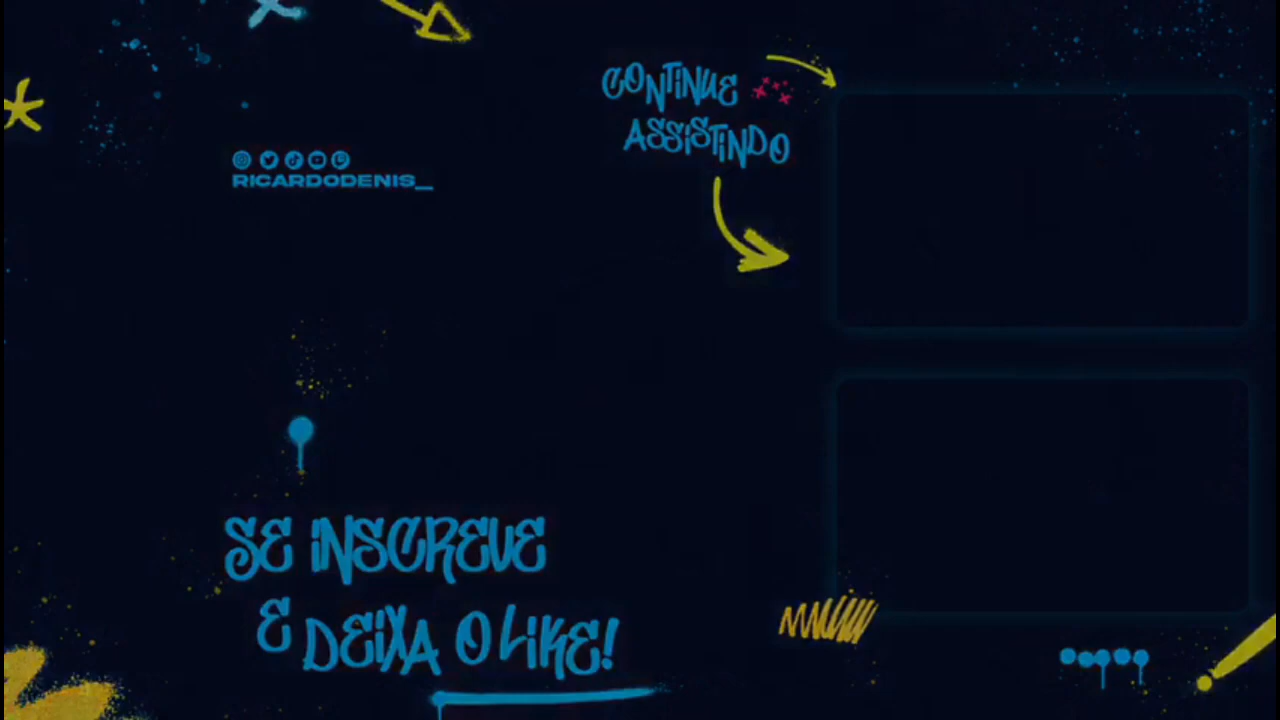 CONTINUE
ASSISTINDO
RICARDODENIS_
SE INSCREVE
E DEIXA O LIKE!